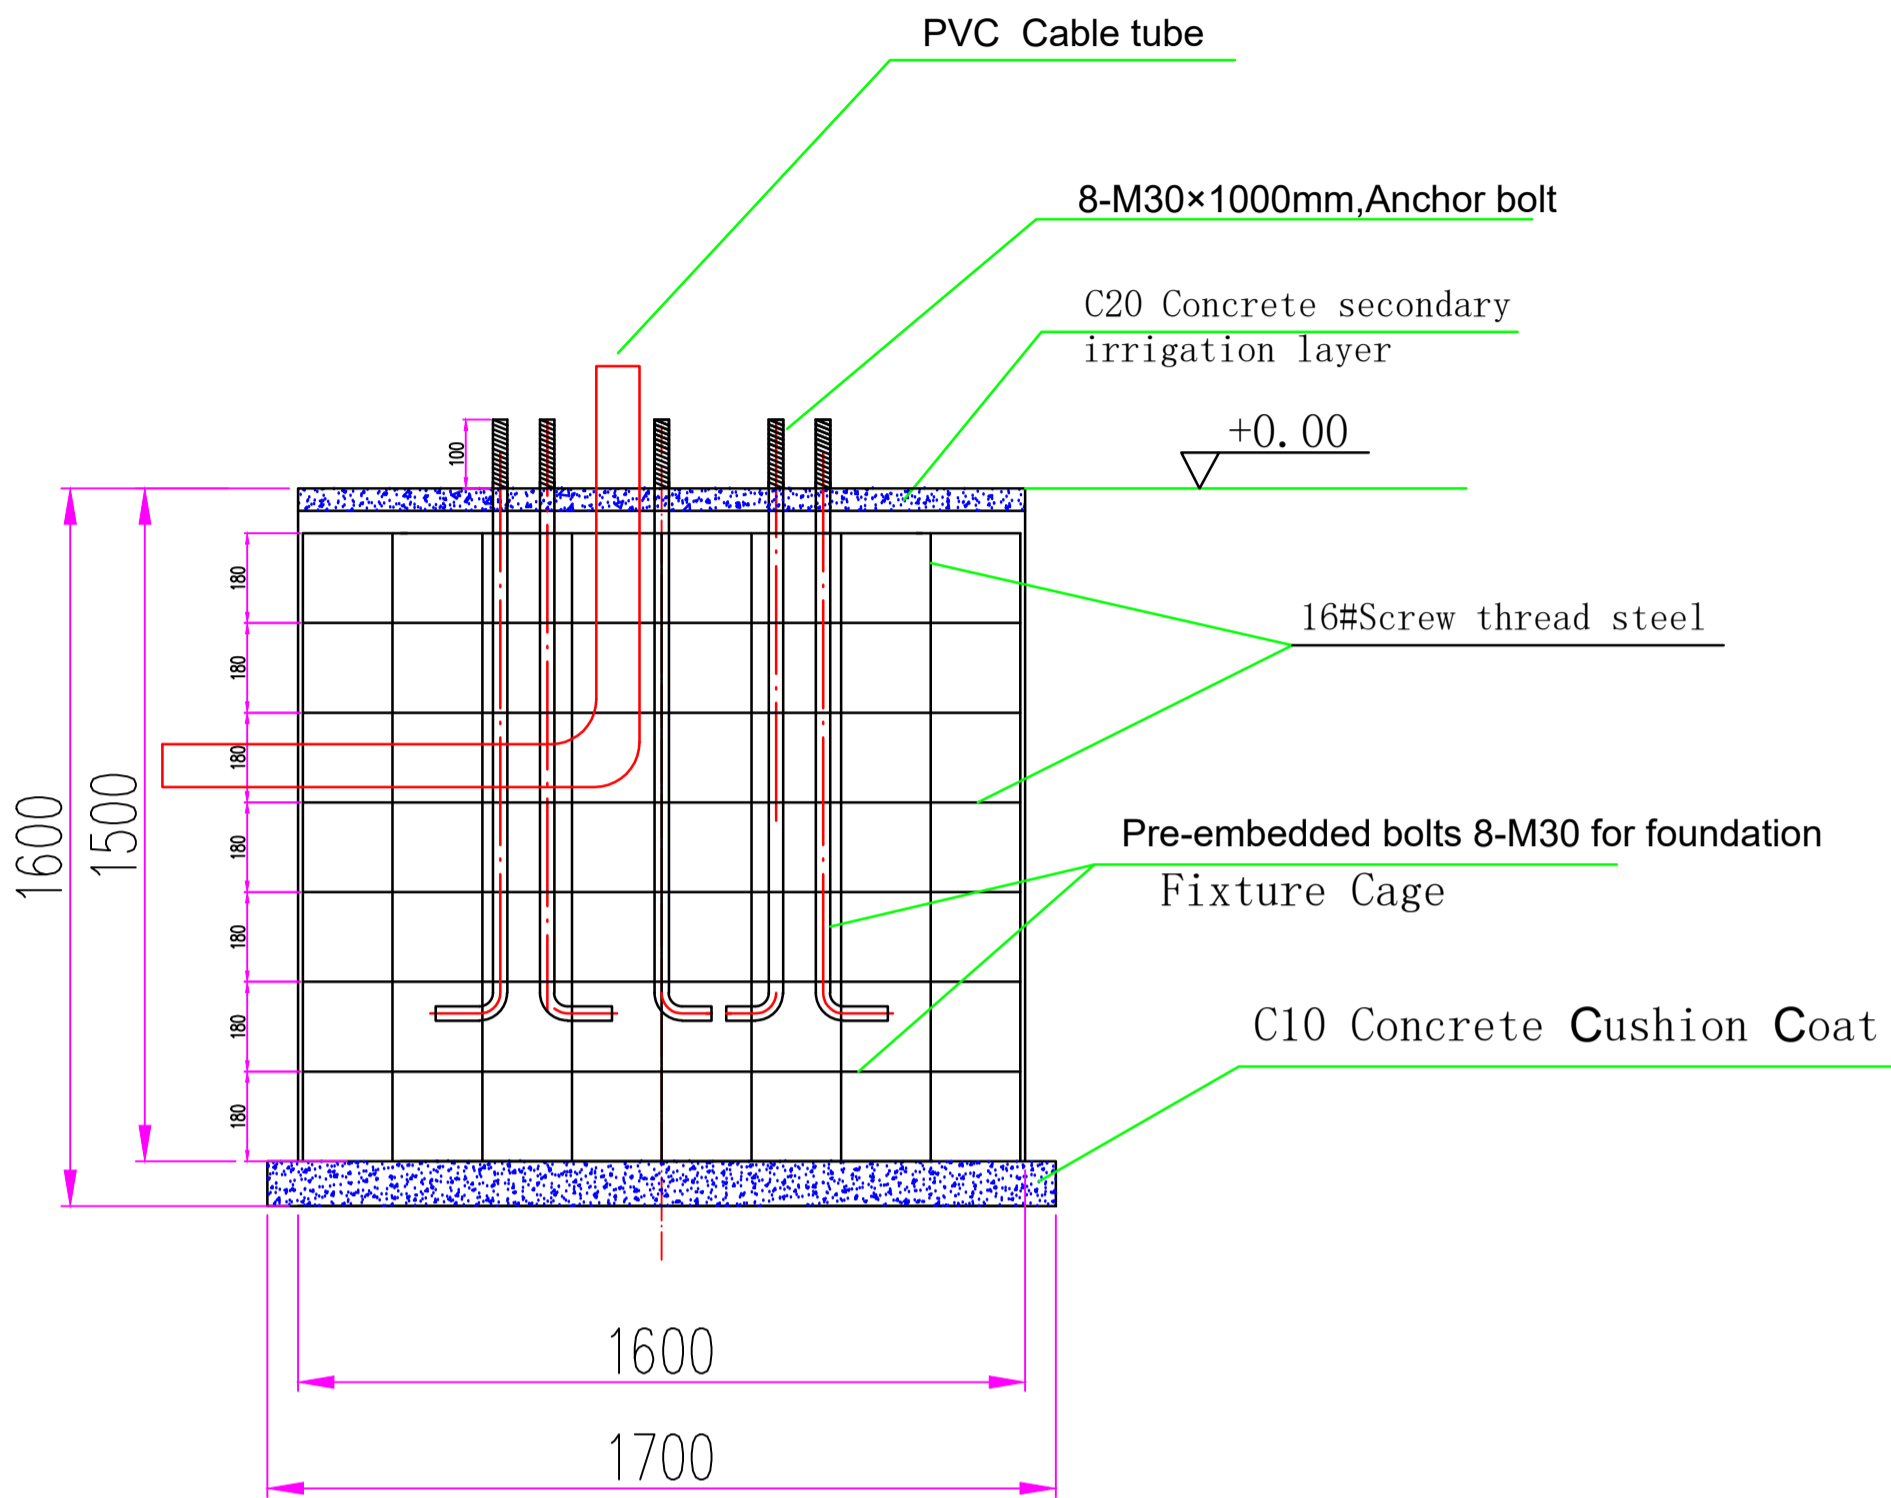 PVC Cable tube
8-M30×1000mm,Anchor bolt
C20 Concrete secondary
irrigation layer
+0.00
100
180
180
180
180
180
180
180
16#Screw thread steel
1600
1500
Pre-embedded bolts 8-M30 for foundation
Fixture Cage
C10 Concrete Cushion Coat
1600
1700